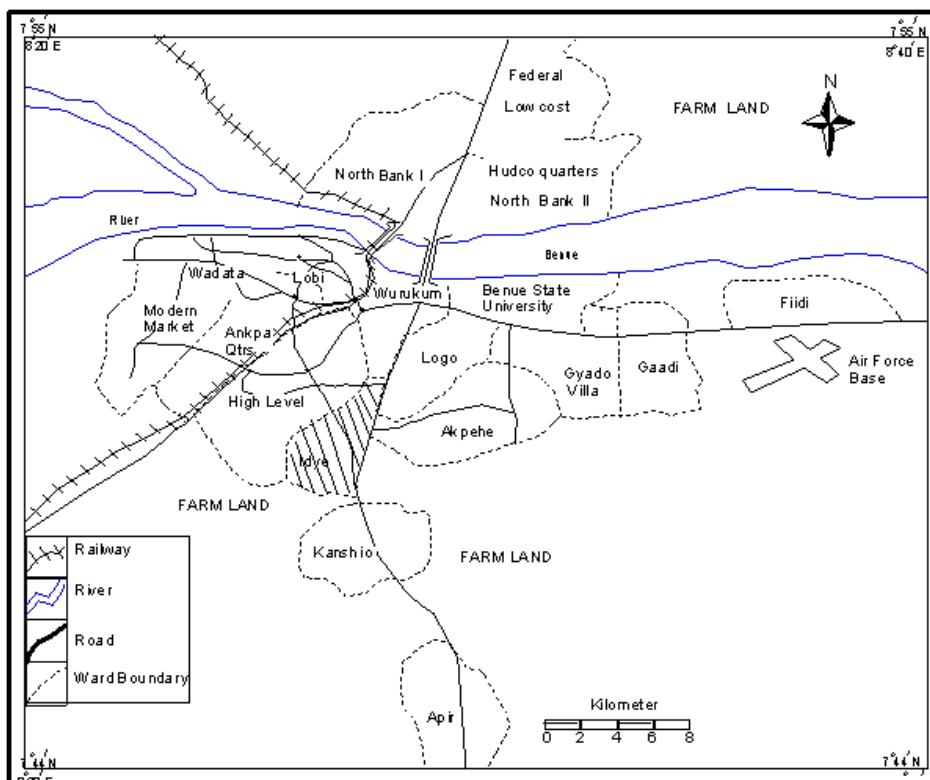 7°55 N
7°55 N
8°20 E
8°40 E
Federal
Low cost
FARM LAND
N
North Bank I
Hudco quarters
North Bank II
River
Benue
Wadata
Lobi
Wurukum
Benue State
University
Fiidi
Modern
Market
Ankpa
Qtrs
Logo
Gyado
Villa
Gaadi
Air Force
Base
High Level
Akpehe
Idye
FARM LAND
Kanshio
FARM LAND
Railway
River
Road
Ward Boundary
Apir
Kilometer
0 2 4 6 8
7°44 N
7°44 N